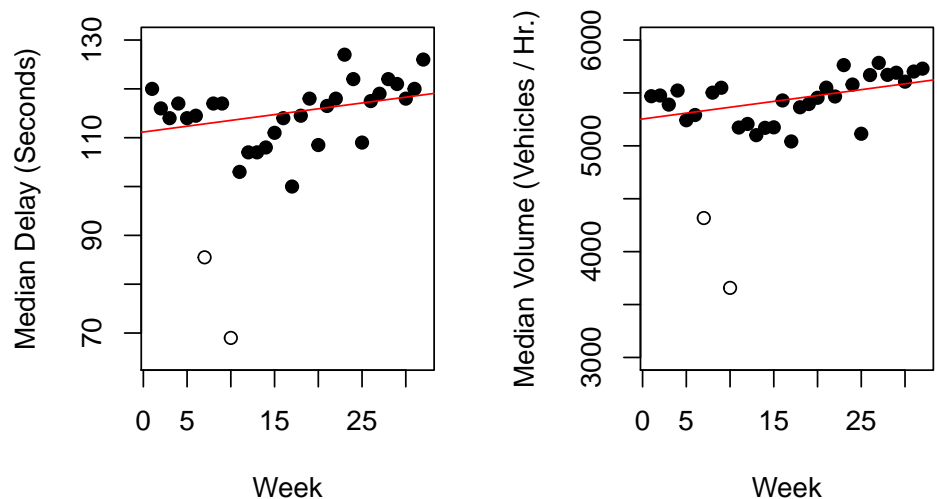 Median Delay (Seconds)
130
110
90
70
0 5 15 25
Week
Median Volume (Vehicles / Hr.)
6000
5000
4000
3000
0 5 15 25
Week